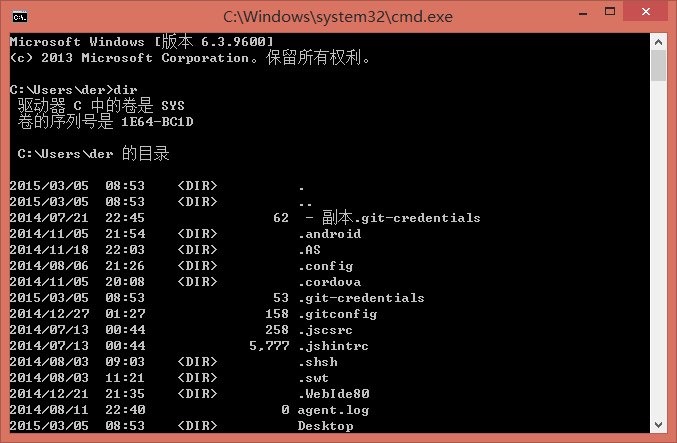 C:\Windows\system32\cmd.exe
Microsoft Windows [版本 6.3.9600]
(c) 2013 Microsoft Corporation。保留所有权利。
C:\Users\der>dir
驱动器 C 中的卷是 SYS
卷的序列号是 1E64-BC1D
C:\Users\der 的目录
2015/03/05  08:53    <DIR>          .
2015/03/05  08:53    <DIR>          ..
2014/07/21  22:45                62  - 副本.git-credentials
2014/11/05  21:54    <DIR>          .android
2014/11/18  22:03    <DIR>          .AS
2014/08/06  21:26    <DIR>          .config
2014/11/05  20:08    <DIR>          .cordova
2015/03/05  08:53                53 .git-credentials
2014/12/27  01:27               158 .gitconfig
2014/07/13  00:44               258 .jscsrc
2014/07/13  00:44             5,777 .jshintrc
2014/08/03  09:03    <DIR>          .shsh
2014/08/03  11:21    <DIR>          .swt
2014/12/21  21:35    <DIR>          .WebIde80
2014/08/11  22:40                 0 agent.log
2015/03/05  08:53    <DIR>          Desktop